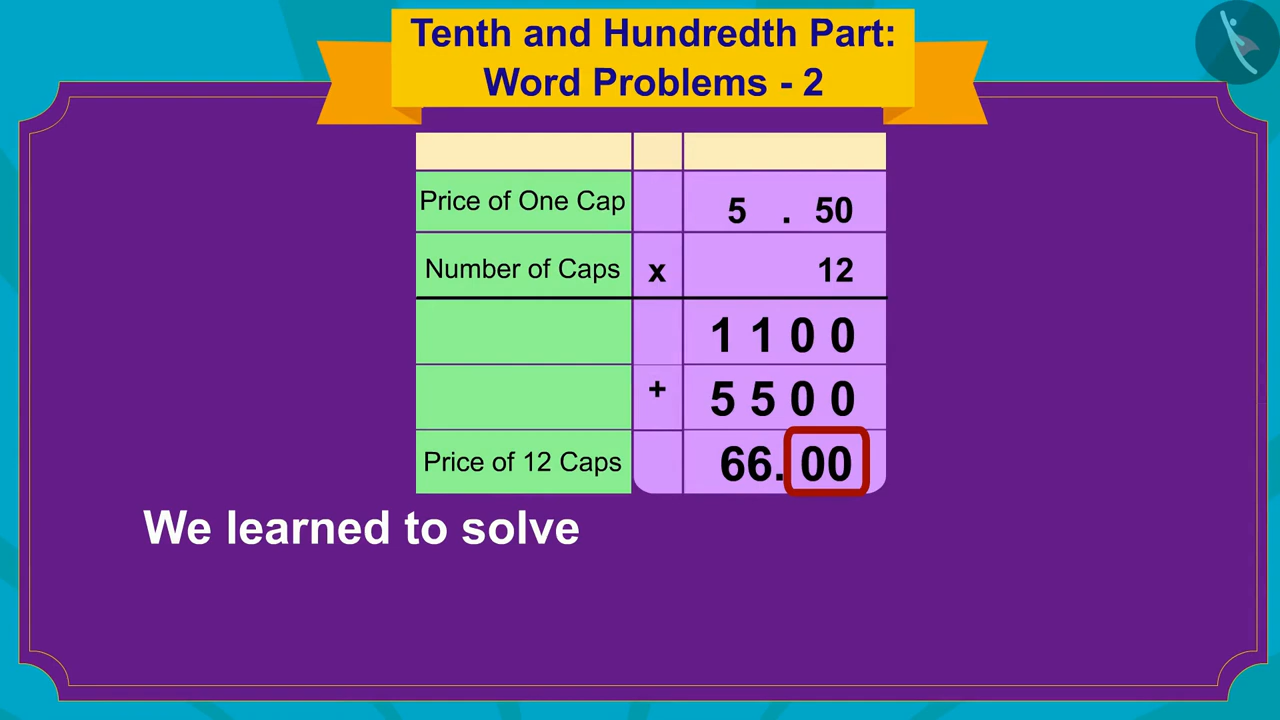 Tenth and Hundredth Part:
Word Problems - 2
Price of One Cap 5 . 50
Number of Caps x 12
1 1 0 0
+ 5 5 0 0
Price of 12 Caps 66.00
We learned to solve